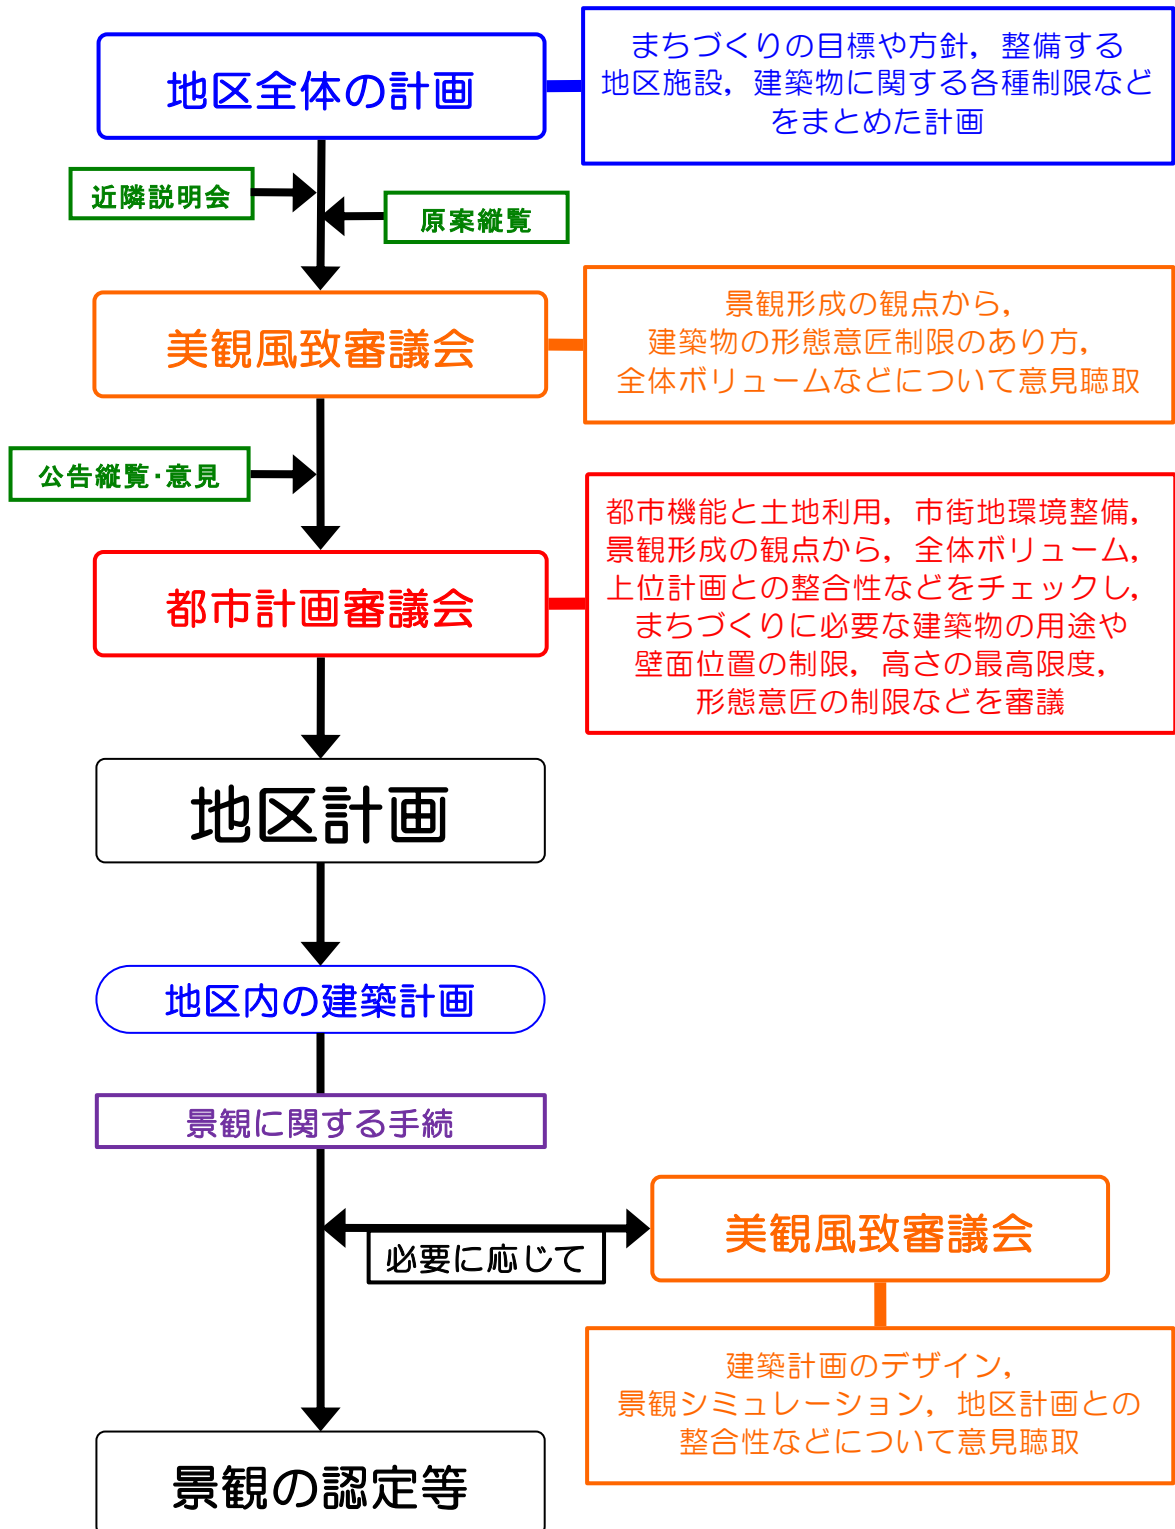 地区全体の計画
まちづくりの目標や方針，整備する
地区施設，建築物に関する各種制限など
をまとめた計画
近隣説明会
原案縦覧
美観風致審議会
景観形成の観点から，
建築物の形態意匠制限のあり方，
全体ボリュームなどについて意見聴取
公告縦覧・意見
都市計画審議会
都市機能と土地利用，市街地環境整備，
景観形成の観点から，全体ボリューム，
上位計画との整合性などをチェックし，
まちづくりに必要な建築物の用途や
壁面位置の制限，高さの最高限度，
形態意匠の制限などを審議
地区計画
地区内の建築計画
景観に関する手続
美観風致審議会
必要に応じて
建築計画のデザイン，
景観シミュレーション，地区計画との
整合性などについて意見聴取
景観の認定等